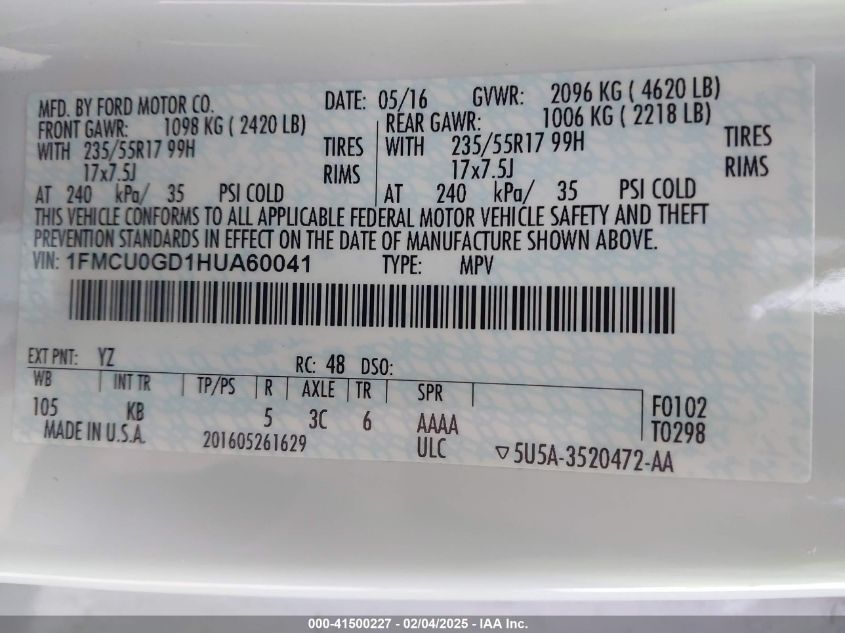 MFD. BY FORD MOTOR CO. DATE: 05/16 GVWR: 2096 KG ( 4620 LB)
FRONT GAWR: 1098 KG ( 2420 LB) REAR GAWR: 1006 KG ( 2218 LB)
WITH 235/55R17 99H TIRES WITH 235/55R17 99H TIRES
17x7.5J RIMS 17x7.5J RIMS
AT 240 kPa/ 35 PSI COLD AT 240 kPa/ 35 PSI COLD
THIS VEHICLE CONFORMS TO ALL APPLICABLE FEDERAL MOTOR VEHICLE SAFETY AND THEFT
PREVENTION STANDARDS IN EFFECT ON THE DATE OF MANUFACTURE SHOWN ABOVE.
VIN: 1FMCU0GD1HUA60041 TYPE: MPV
EXT PNT: YZ RC: 48 DSO:
WB INT TR TP/PS R AXLE TR SPR
105 KB 5 3C 6 AAAA F0102
MADE IN U.S.A. 201605261629 ULC T0298
▽5U5A-3520472-AA
000-41500227 - 02/04/2025 - IAA Inc.